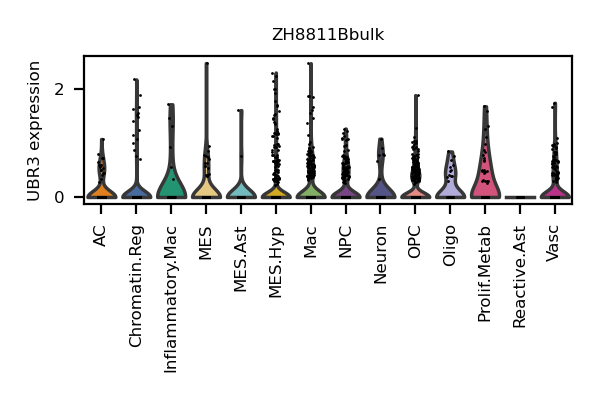 ZH8811Bbulk
UBR3 expression
2
0
AC
Chromatin.Reg
Inflammatory.Mac
MES
MES.Ast
MES.Hyp
Mac
NPC
Neuron
OPC
Oligo
Prolif.Metab
Reactive.Ast
Vasc